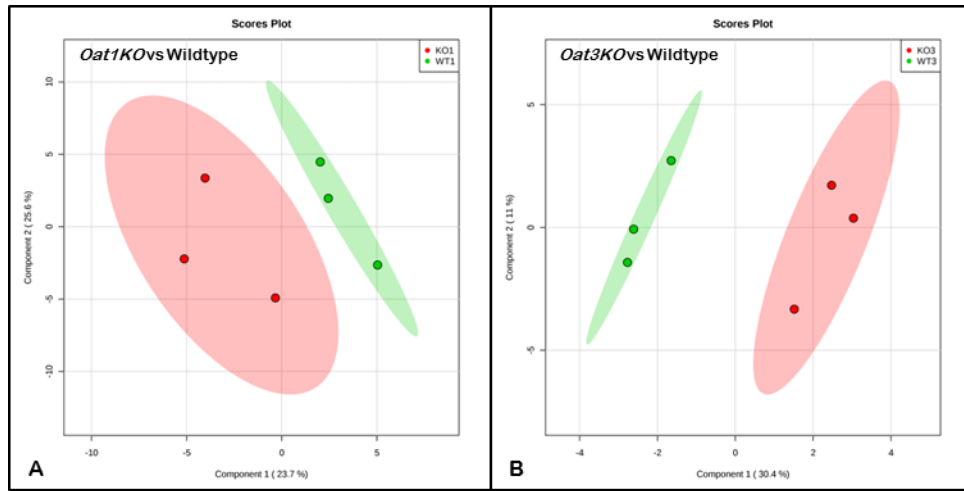 Scores Plot
Oat1KO vs Wildtype
KO1
WT1
10
5
0
-5
-10
Component 2 ( 25.6 %)
-10
-5
0
5
Component 1 ( 23.7 %)
A
Scores Plot
Oat3KO vs Wildtype
KO3
WT3
5
0
-5
Component 2 ( 11 %)
-4
-2
0
2
4
Component 1 ( 30.4 %)
B